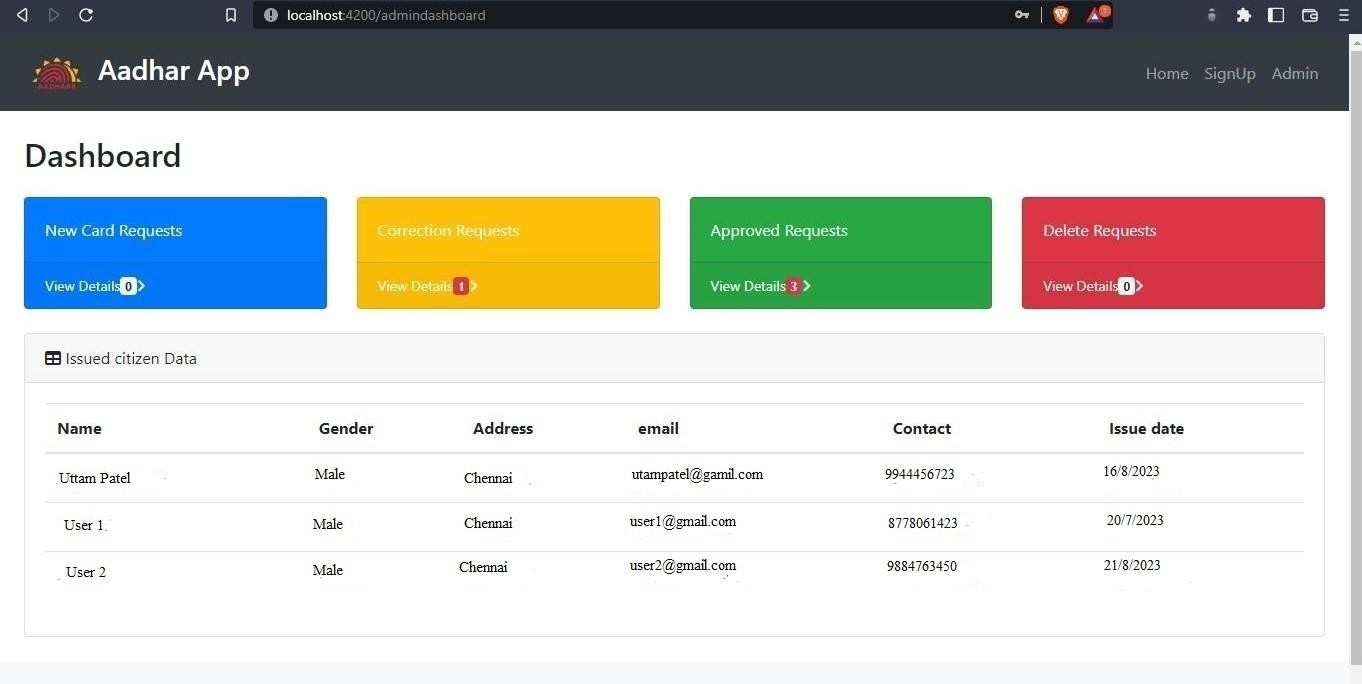 localhost:4200/admindashboard
1
AADHAAR
Aadhar App
Home SignUp Admin
Dashboard
New Card Requests
View Details 0
Correction Requests
View Details 1
Approved Requests
View Details 3
Delete Requests
View Details 0
Issued citizen Data
Name Gender Address email Contact Issue date
Uttam Patel Male Chennai utampatel@gamil.com 9944456723 16/8/2023
User 1. Male Chennai user1@gmail.com 8778061423 20/7/2023
User 2 Male Chennai user2@gmail.com 9884763450 21/8/2023